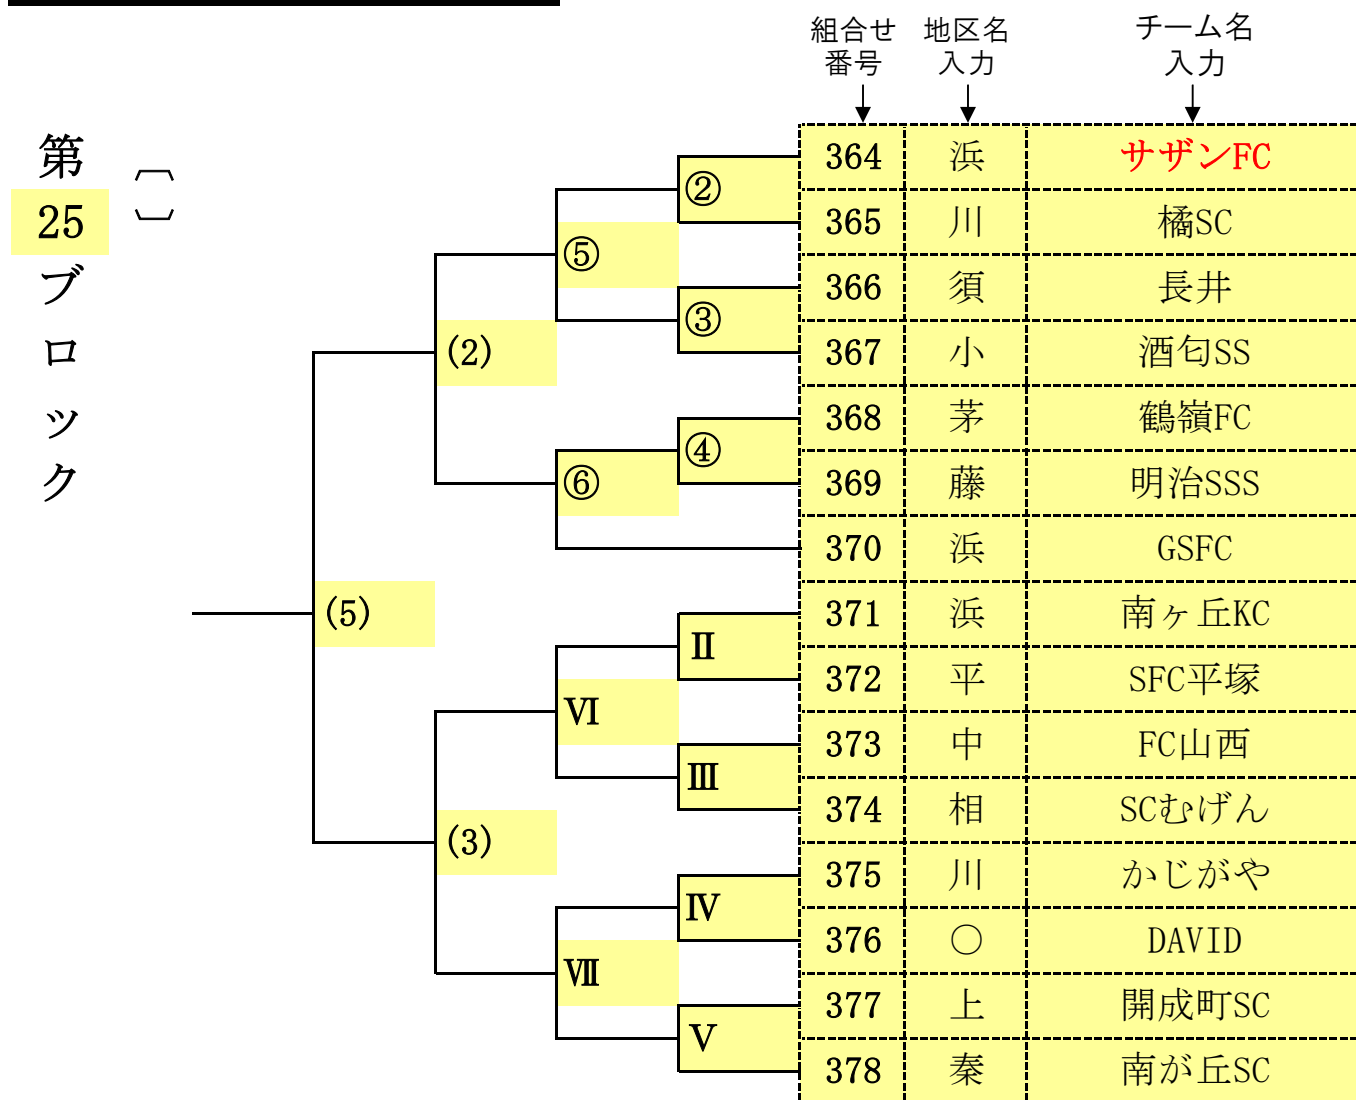 組合せ
番号
地区名
入力
チーム名
入力
第
25
ブ
ロ
ッ
ク
〔
〕
364 浜 サザンFC
365 川 橘SC
366 須 長井
367 小 酒匂SS
368 茅 鶴嶺FC
369 藤 明治SSS
370 浜 GSFC
371 浜 南ヶ丘KC
372 平 SFC平塚
373 中 FC山西
374 相 SCむげん
375 川 かじがや
376 〇 DAVID
377 上 開成町SC
378 秦 南が丘SC
②
⑤
③
(2)
④
⑥
(5)
Ⅱ
Ⅵ
Ⅲ
(3)
Ⅳ
Ⅶ
Ⅴ